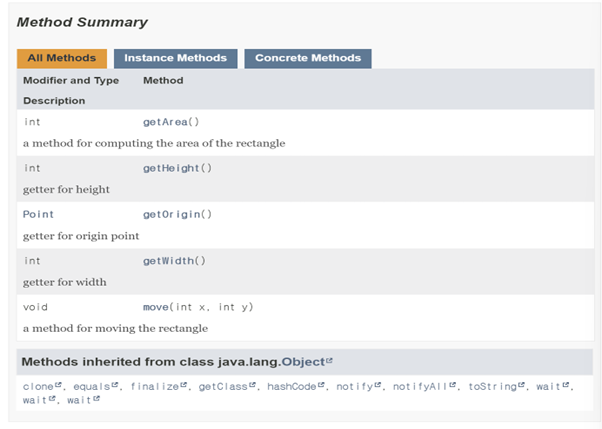 Method Summary
All Methods Instance Methods Concrete Methods
Modifier and Type Method
Description
int getArea()
a method for computing the area of the rectangle
int getHeight()
getter for height
Point getOrigin()
getter for origin point
int getWidth()
getter for width
void move(int x, int y)
a method for moving the rectangle
Methods inherited from class java.lang.Object
clone, equals, finalize, getClass, hashCode, notify, notifyAll, toString, wait,
wait, wait